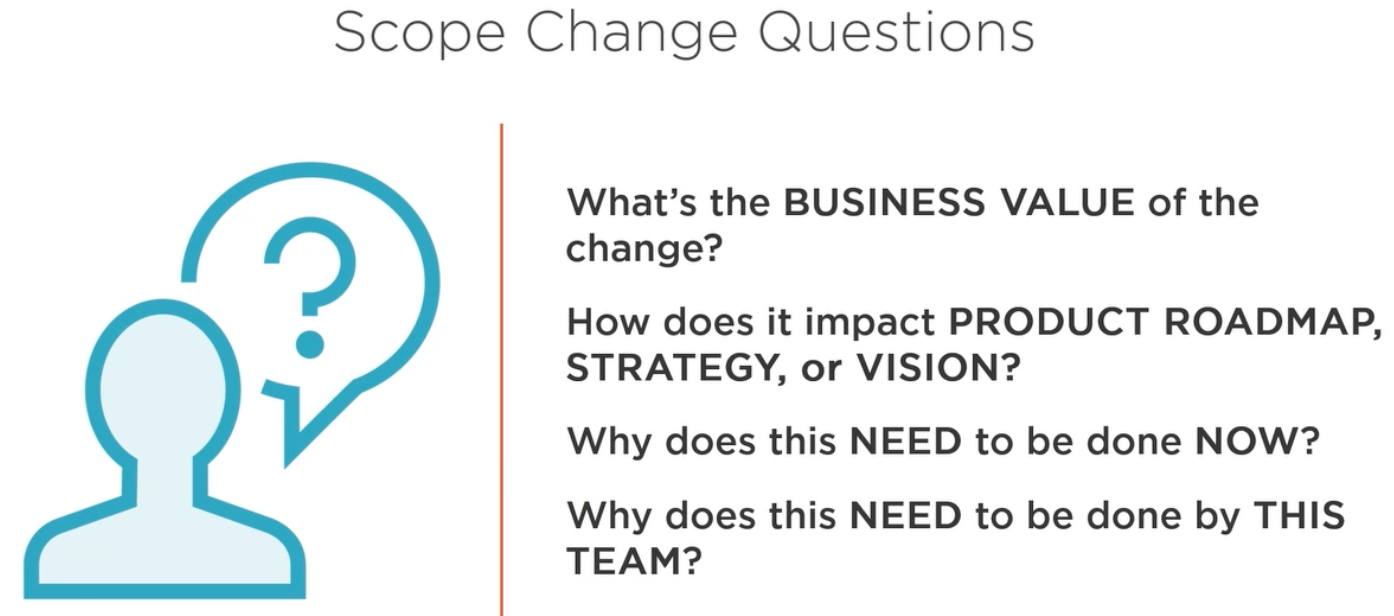 Scope Change Questions
What's the BUSINESS VALUE of the
change?
How does it impact PRODUCT ROADMAP,
STRATEGY, or VISION?
Why does this NEED to be done NOW?
Why does this NEED to be done by THIS
TEAM?